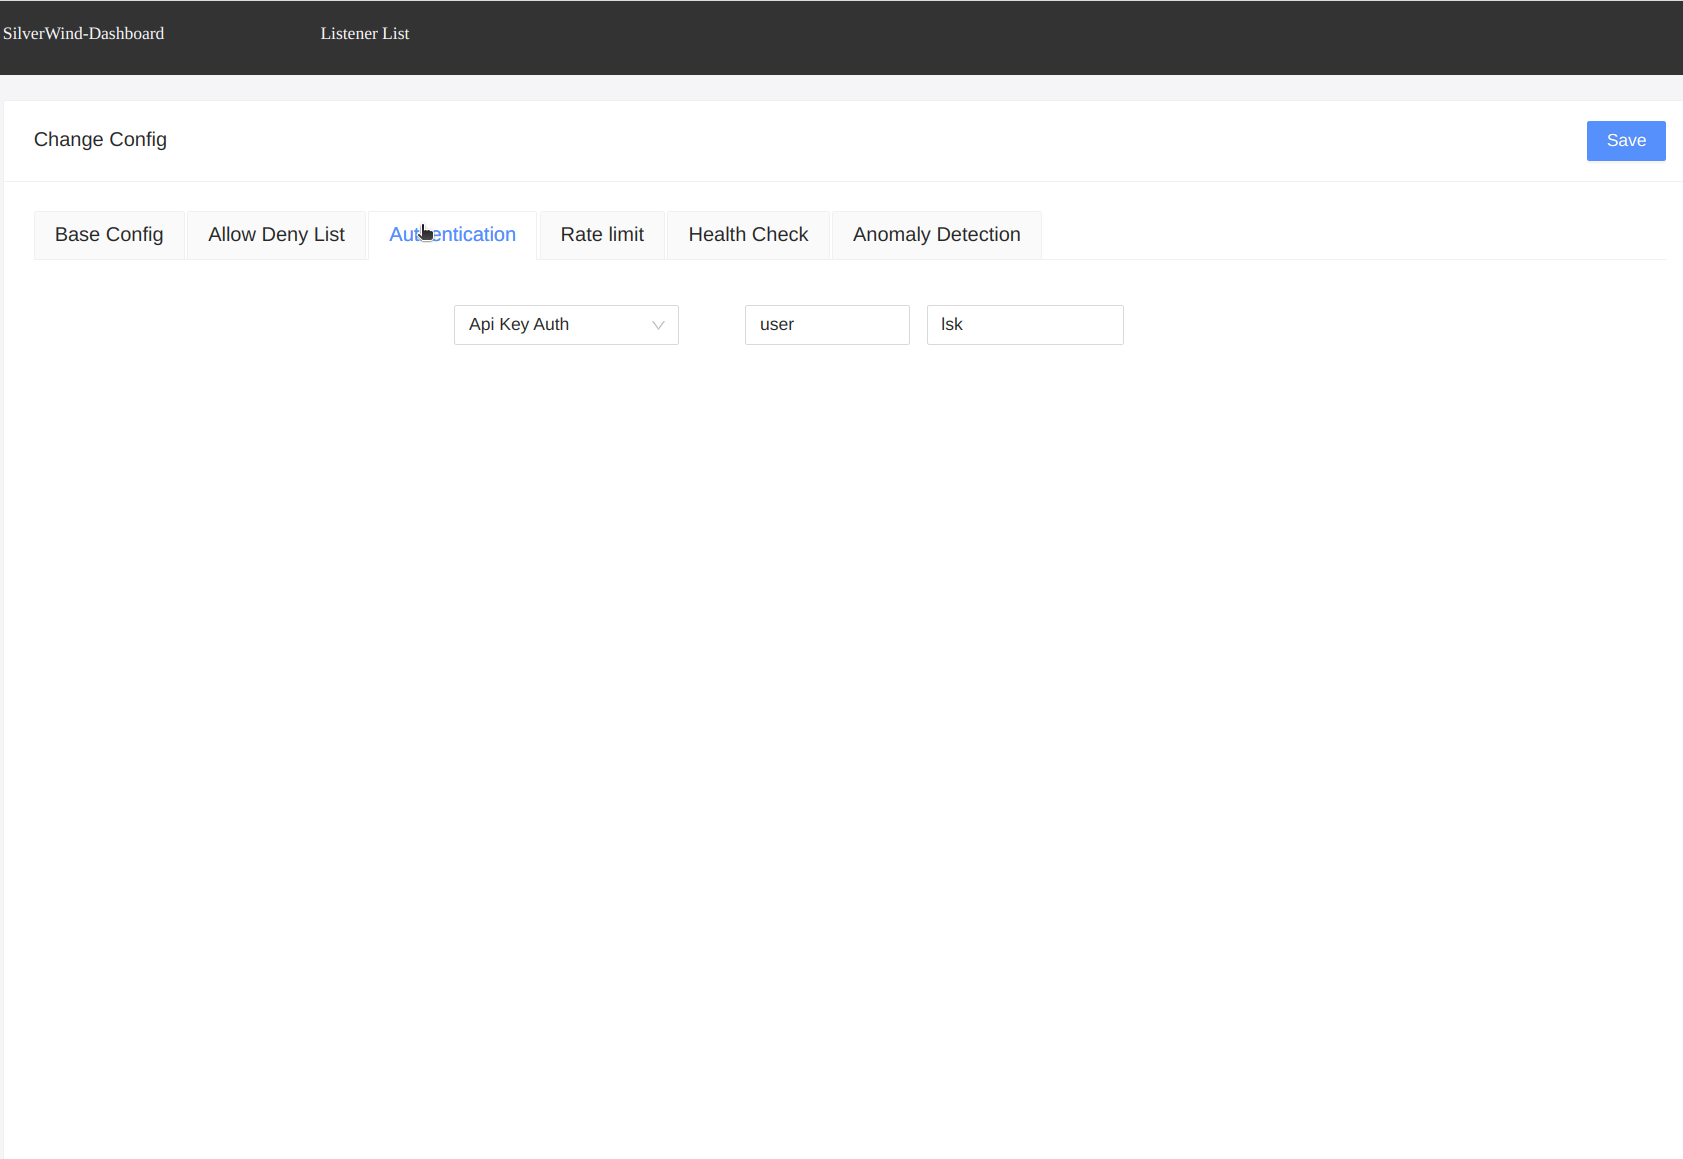 SilverWind-Dashboard Listener List
Change Config Save
Base Config Allow Deny List Authentication Rate limit Health Check Anomaly Detection
Api Key Auth user lsk